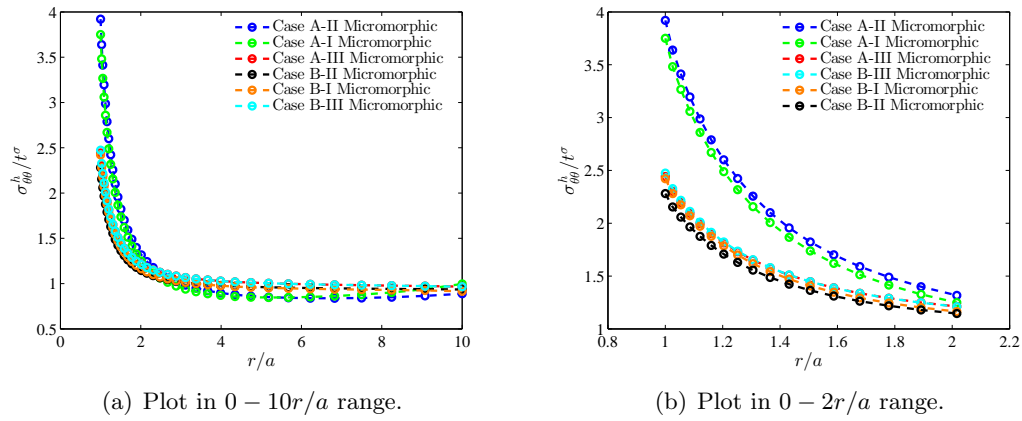 4
3.5
3
2.5
2
1.5
1
0.5
0 2 4 6 8 10
r/a
σ^h_θθ/t^σ
Case A-II Micromorphic
Case A-I Micromorphic
Case A-III Micromorphic
Case B-II Micromorphic
Case B-I Micromorphic
Case B-III Micromorphic
(a) Plot in 0 − 10r/a range.
4
3.5
3
2.5
2
1.5
1
0.8 1 1.2 1.4 1.6 1.8 2 2.2
r/a
σ^h_θθ/t^σ
Case A-II Micromorphic
Case A-I Micromorphic
Case A-III Micromorphic
Case B-III Micromorphic
Case B-I Micromorphic
Case B-II Micromorphic
(b) Plot in 0 − 2r/a range.